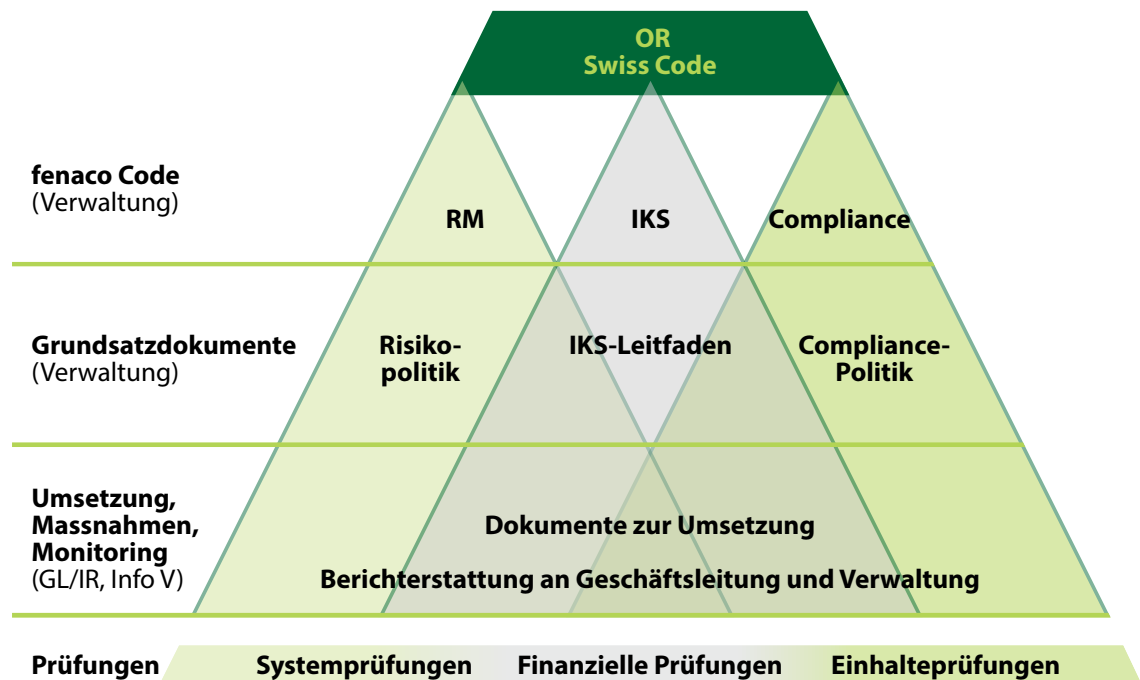 OR
Swiss Code
fenaco Code
(Verwaltung)
RM
IKS
Compliance
Grundsatzdokumente
(Verwaltung)
Risiko-
politik
IKS-Leitfaden
Compliance-
Politik
Umsetzung,
Massnahmen,
Monitoring
(GL/IR, Info V)
Dokumente zur Umsetzung
Berichterstattung an Geschäftsleitung und Verwaltung
Prüfungen
Systemprüfungen
Finanzielle Prüfungen
Einhalteprüfungen